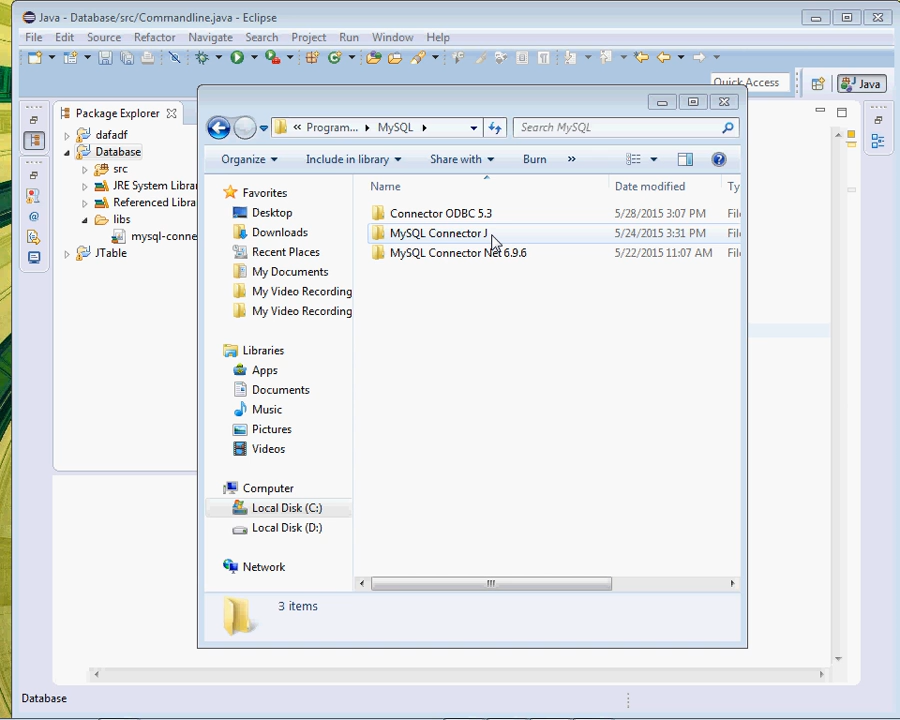 Java - Database/src/Commandline.java - Eclipse
File Edit Source Refactor Navigate Search Project Run Window Help
Quick Access
Java
Package Explorer
dafadf
Database
src
JRE System Libra
Referenced Libra
libs
mysql-conne
JTable
« Program... MySQL
Search MySQL
Organize Include in library Share with Burn »
Favorites
Desktop
Downloads
Recent Places
My Documents
My Video Recording
My Video Recording
Libraries
Apps
Documents
Music
Pictures
Videos
Computer
Local Disk (C:)
Local Disk (D:)
Network
Name Date modified Ty
Connector ODBC 5.3 5/28/2015 3:07 PM File
MySQL Connector J 5/24/2015 3:31 PM File
MySQL Connector Net 6.9.6 5/22/2015 11:07 AM File
3 items
Database